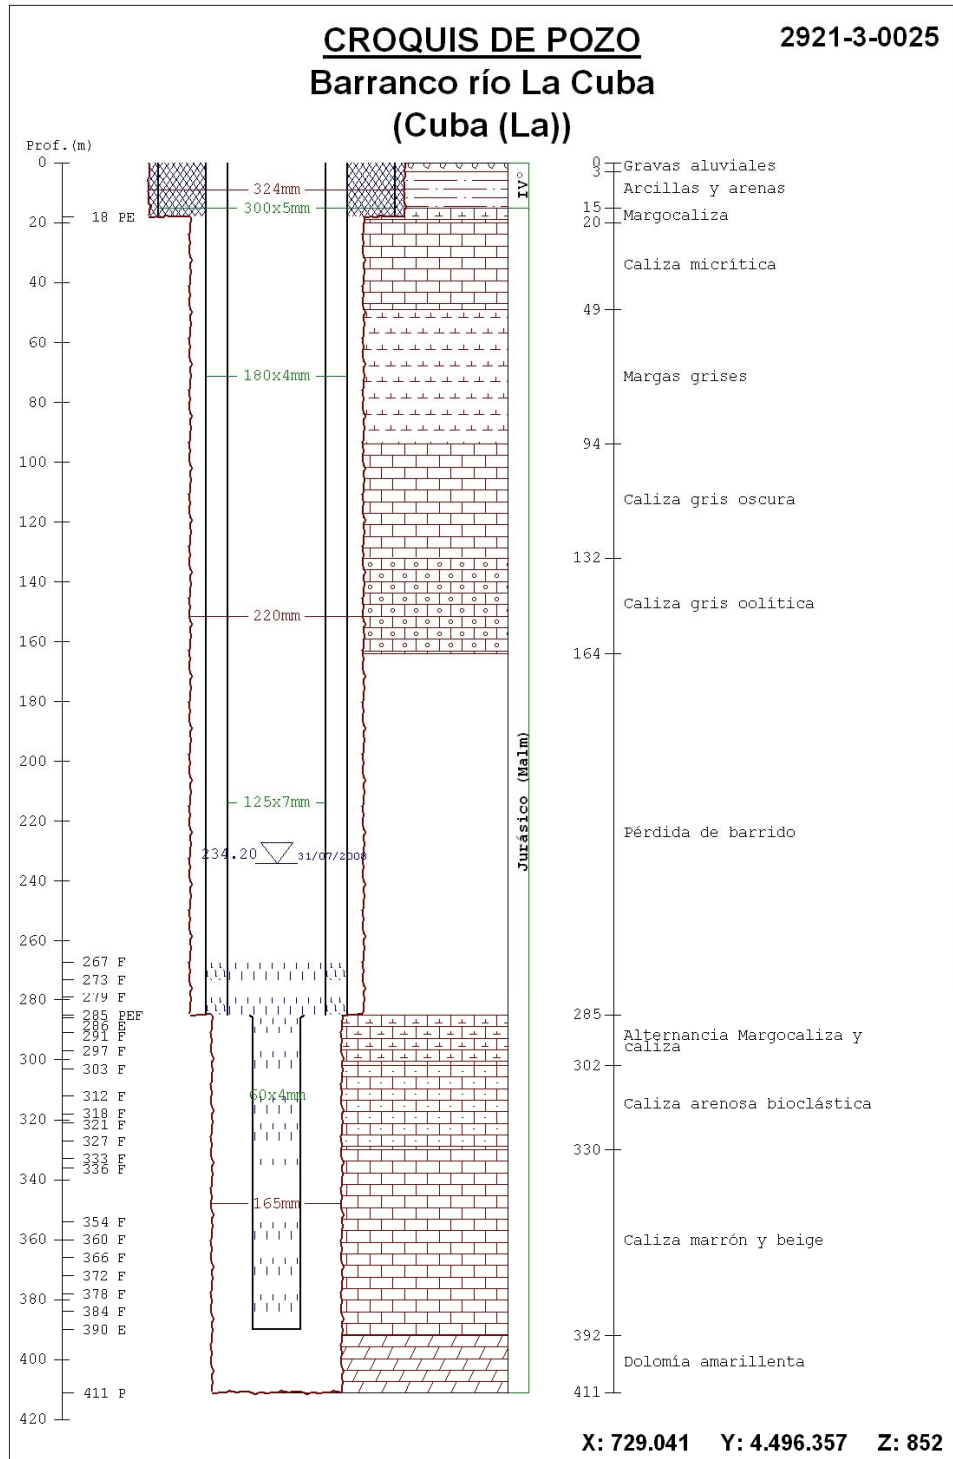 CROQUIS DE POZO
2921-3-0025
Barranco río La Cuba
(Cuba (La))
Prof.(m)
0
20
40
60
80
100
120
140
160
180
200
220
240
260
280
300
320
340
360
380
400
420
18 PE
267 F
273 F
279 F
285 PEF
286 E
291 F
297 F
303 F
312 F
318 F
321 F
327 F
333 F
336 F
354 F
360 F
366 F
372 F
378 F
384 F
390 E
411 P
324mm
300x5mm
180x4mm
220mm
125x7mm
234.20
31/07/2008
60x4mm
165mm
IVº
Jurásico (Malm)
0
3
15
20
49
94
132
164
285
302
330
392
411
Gravas aluviales
Arcillas y arenas
Margocaliza
Caliza micrítica
Margas grises
Caliza gris oscura
Caliza gris oolítica
Pérdida de barrido
Alternancia Margocaliza y
caliza
Caliza arenosa bioclástica
Caliza marrón y beige
Dolomía amarillenta
X: 729.041 Y: 4.496.357 Z: 852